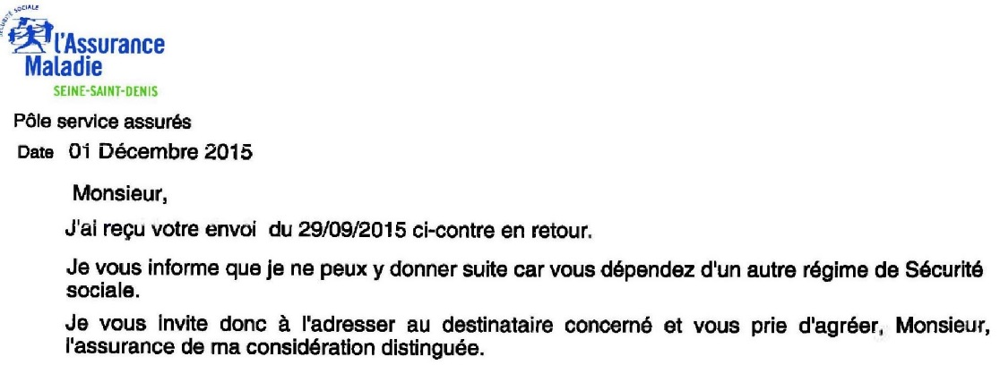 SÉCURITÉ SOCIALE
l'Assurance
Maladie
SEINE-SAINT-DENIS
Pôle service assurés
Date 01 Décembre 2015
Monsieur,
J'ai reçu votre envoi du 29/09/2015 ci-contre en retour.
Je vous informe que je ne peux y donner suite car vous dépendez d'un autre régime de Sécurité
sociale.
Je vous invite donc à l'adresser au destinataire concerné et vous prie d'agréer, Monsieur,
l'assurance de ma considération distinguée.